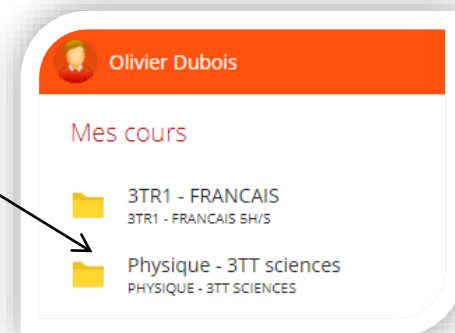 Olivier Dubois
Mes cours
3TR1 - FRANCAIS
3TR1 - FRANCAIS 5H/S
Physique - 3TT sciences
PHYSIQUE - 3TT SCIENCES